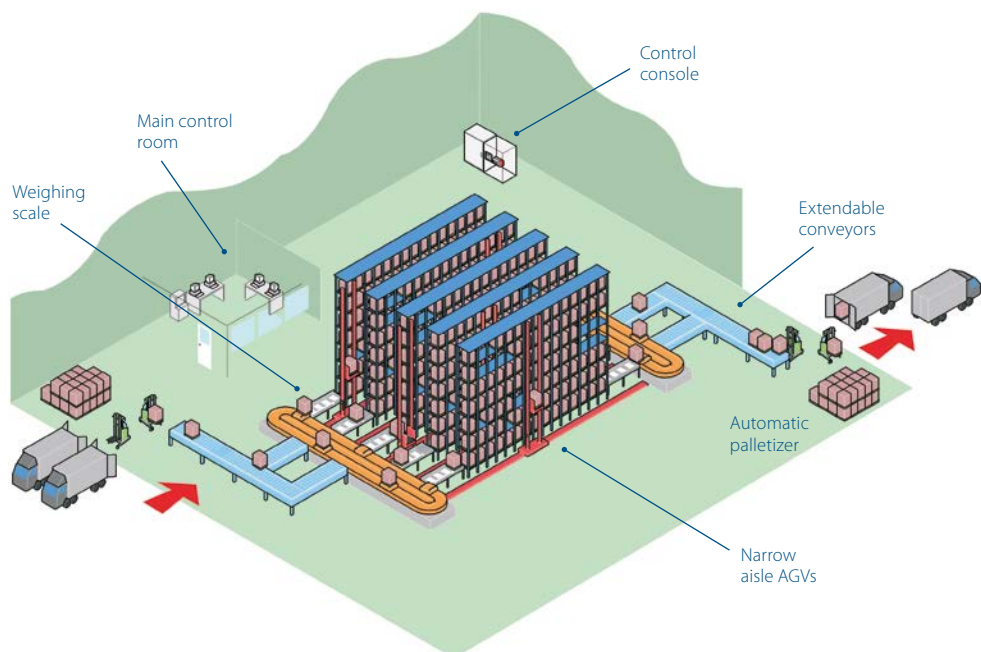 Control
console
Main control
room
Weighing
scale
Extendable
conveyors
Automatic
palletizer
Narrow
aisle AGVs